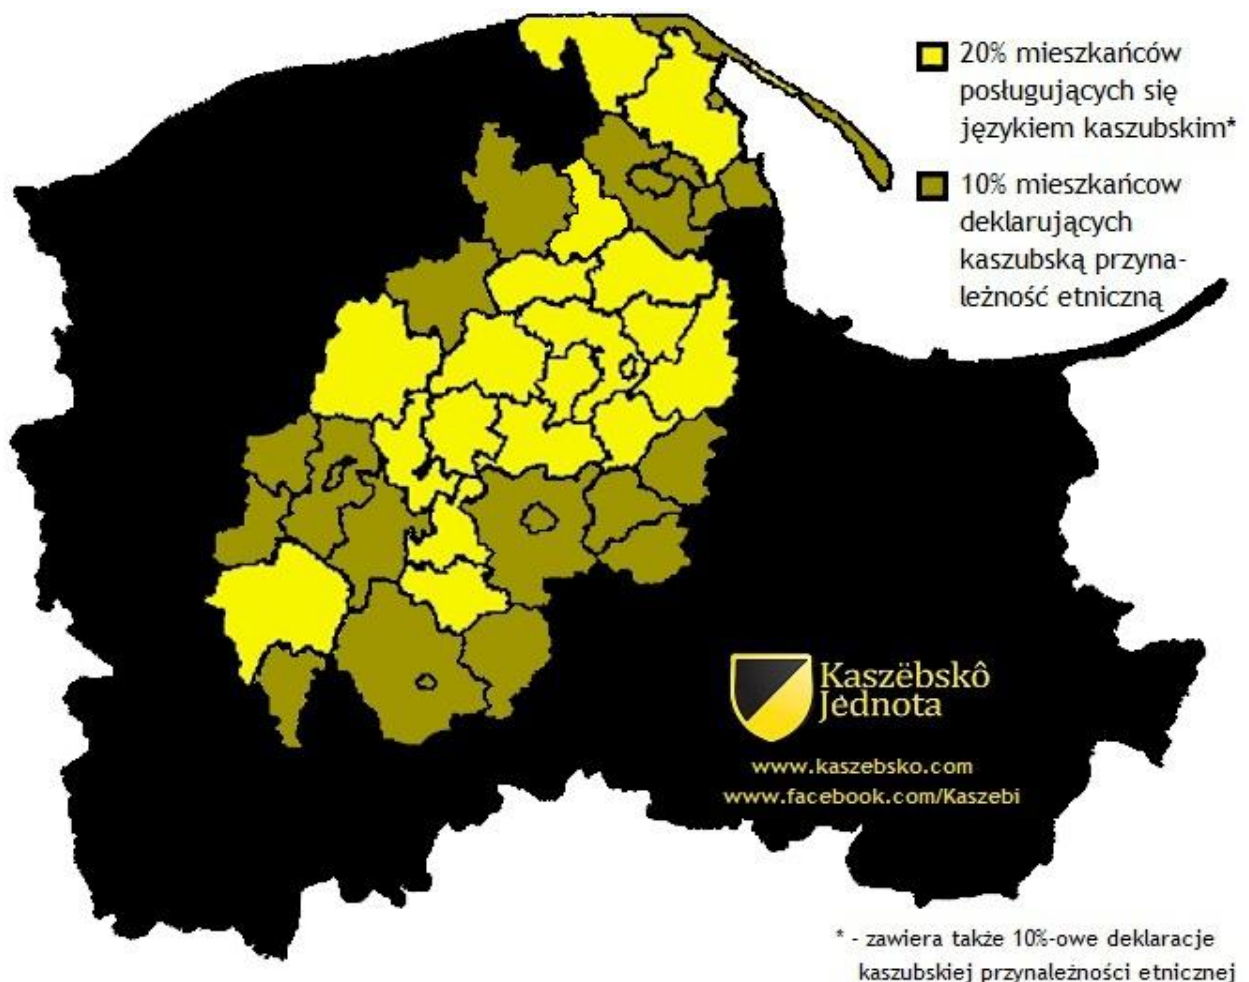 20% mieszkańców
posługujących się
językiem kaszubskim*
10% mieszkańcow
deklarujących
kaszubską przyna-
leżność etniczną
Kaszëbskô
Jednota
www.kaszebsko.com
www.facebook.com/Kaszebi
* - zawiera także 10%-owe deklaracje
kaszubskiej przynależności etnicznej